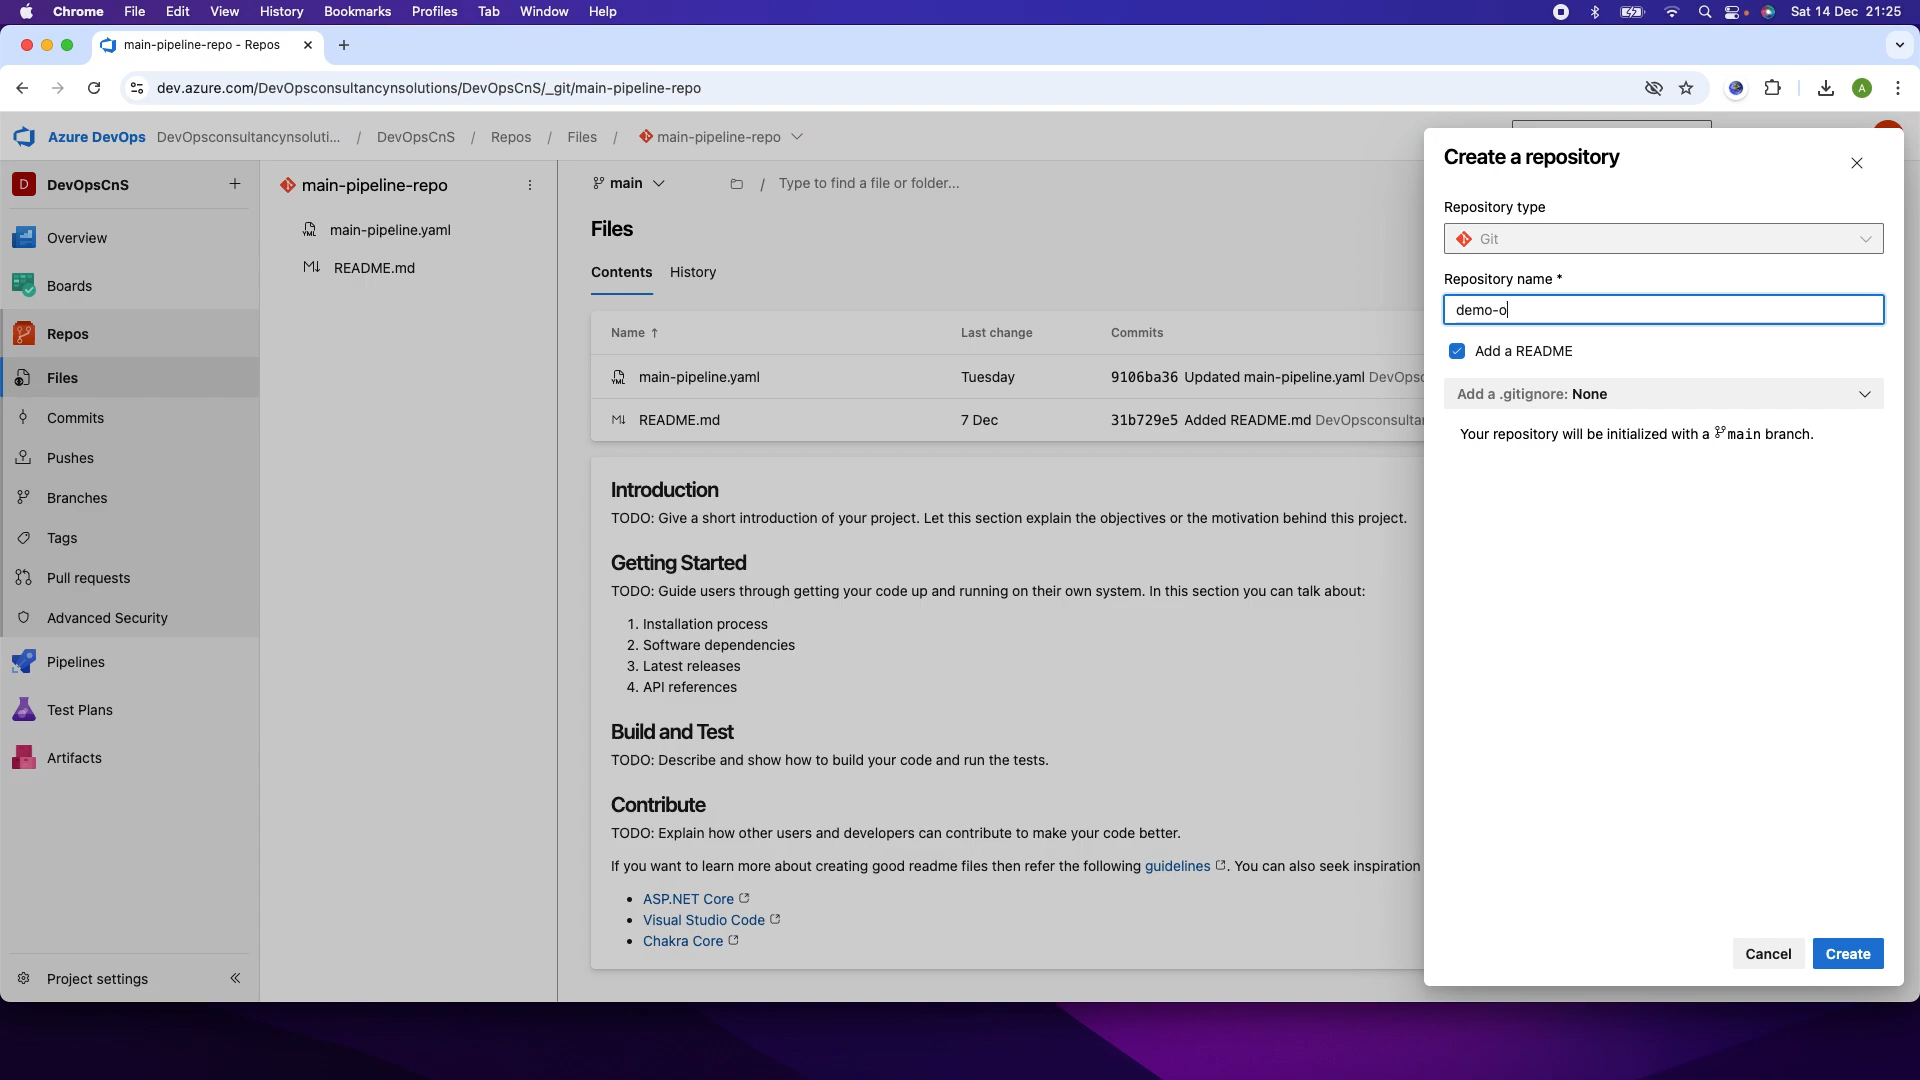 Chrome File Edit View History Bookmarks Profiles Tab Window Help Sat 14 Dec 21:25
main-pipeline-repo - Repos
dev.azure.com/DevOpsconsultancynsolutions/DevOpsCnS/_git/main-pipeline-repo A
Azure DevOps DevOpsconsultancynsoluti... / DevOpsCnS / Repos / Files / main-pipeline-repo
D DevOpsCnS
Overview
Boards
Repos
Files
Commits
Pushes
Branches
Tags
Pull requests
Advanced Security
Pipelines
Test Plans
Artifacts
Project settings
main-pipeline-repo
main-pipeline.yaml
README.md
main / Type to find a file or folder...
Files
Contents History
Name Last change Commits
main-pipeline.yaml Tuesday 9106ba36 Updated main-pipeline.yaml DevOpsc
README.md 7 Dec 31b729e5 Added README.md DevOpsconsultar
Introduction
TODO: Give a short introduction of your project. Let this section explain the objectives or the motivation behind this project.
Getting Started
TODO: Guide users through getting your code up and running on their own system. In this section you can talk about:
1. Installation process
2. Software dependencies
3. Latest releases
4. API references
Build and Test
TODO: Describe and show how to build your code and run the tests.
Contribute
TODO: Explain how other users and developers can contribute to make your code better.
If you want to learn more about creating good readme files then refer the following guidelines. You can also seek inspiration
• ASP.NET Core
• Visual Studio Code
• Chakra Core
Create a repository
Repository type
Git
Repository name *
demo-o
Add a README
Add a .gitignore: None
Your repository will be initialized with a main branch.
Cancel Create